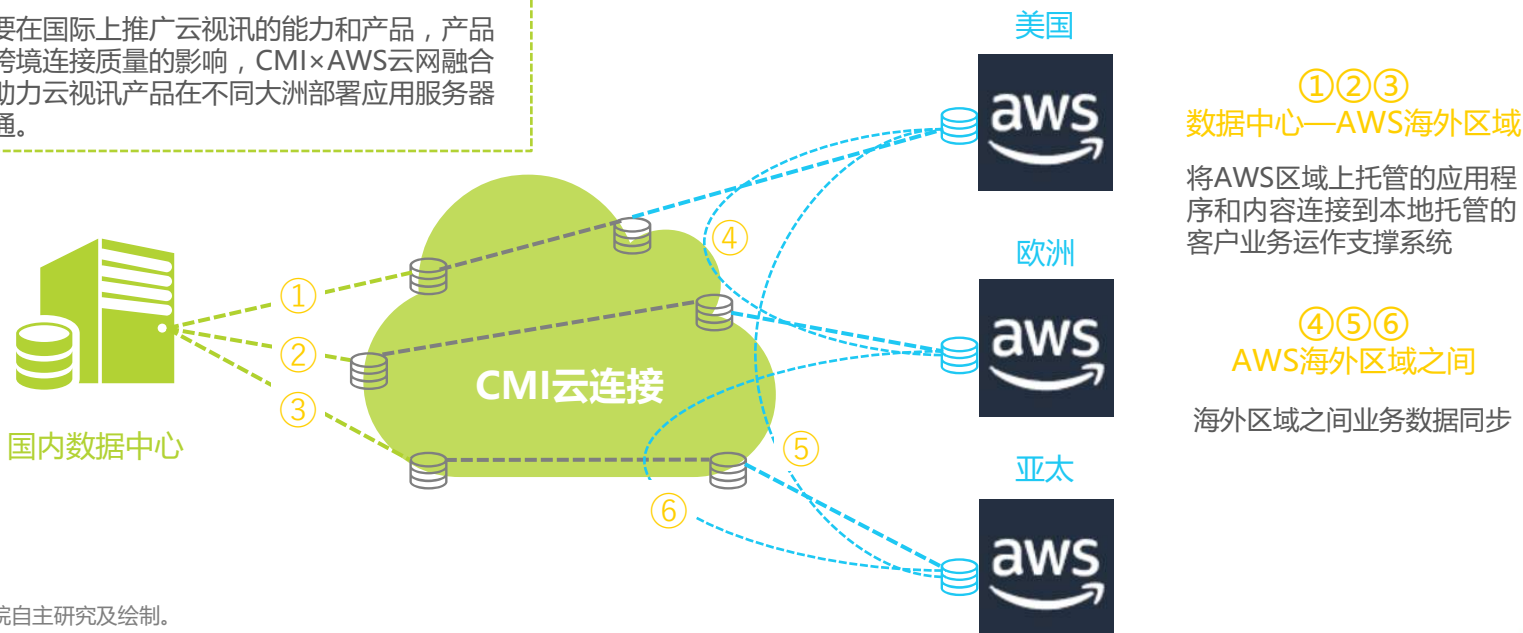 要在国际上推广云视讯的能力和产品，产品
跨境连接质量的影响，CMI×AWS云网融合
助力云视讯产品在不同大洲部署应用服务器
通。
美国
aws
①②③
数据中心—AWS海外区域
将AWS区域上托管的应用程
序和内容连接到本地托管的
客户业务运作支撑系统
④
①
欧洲
aws
②
④⑤⑥
AWS海外区域之间
CMI云连接
③
海外区域之间业务数据同步
国内数据中心
⑤
亚太
⑥
aws
院自主研究及绘制。